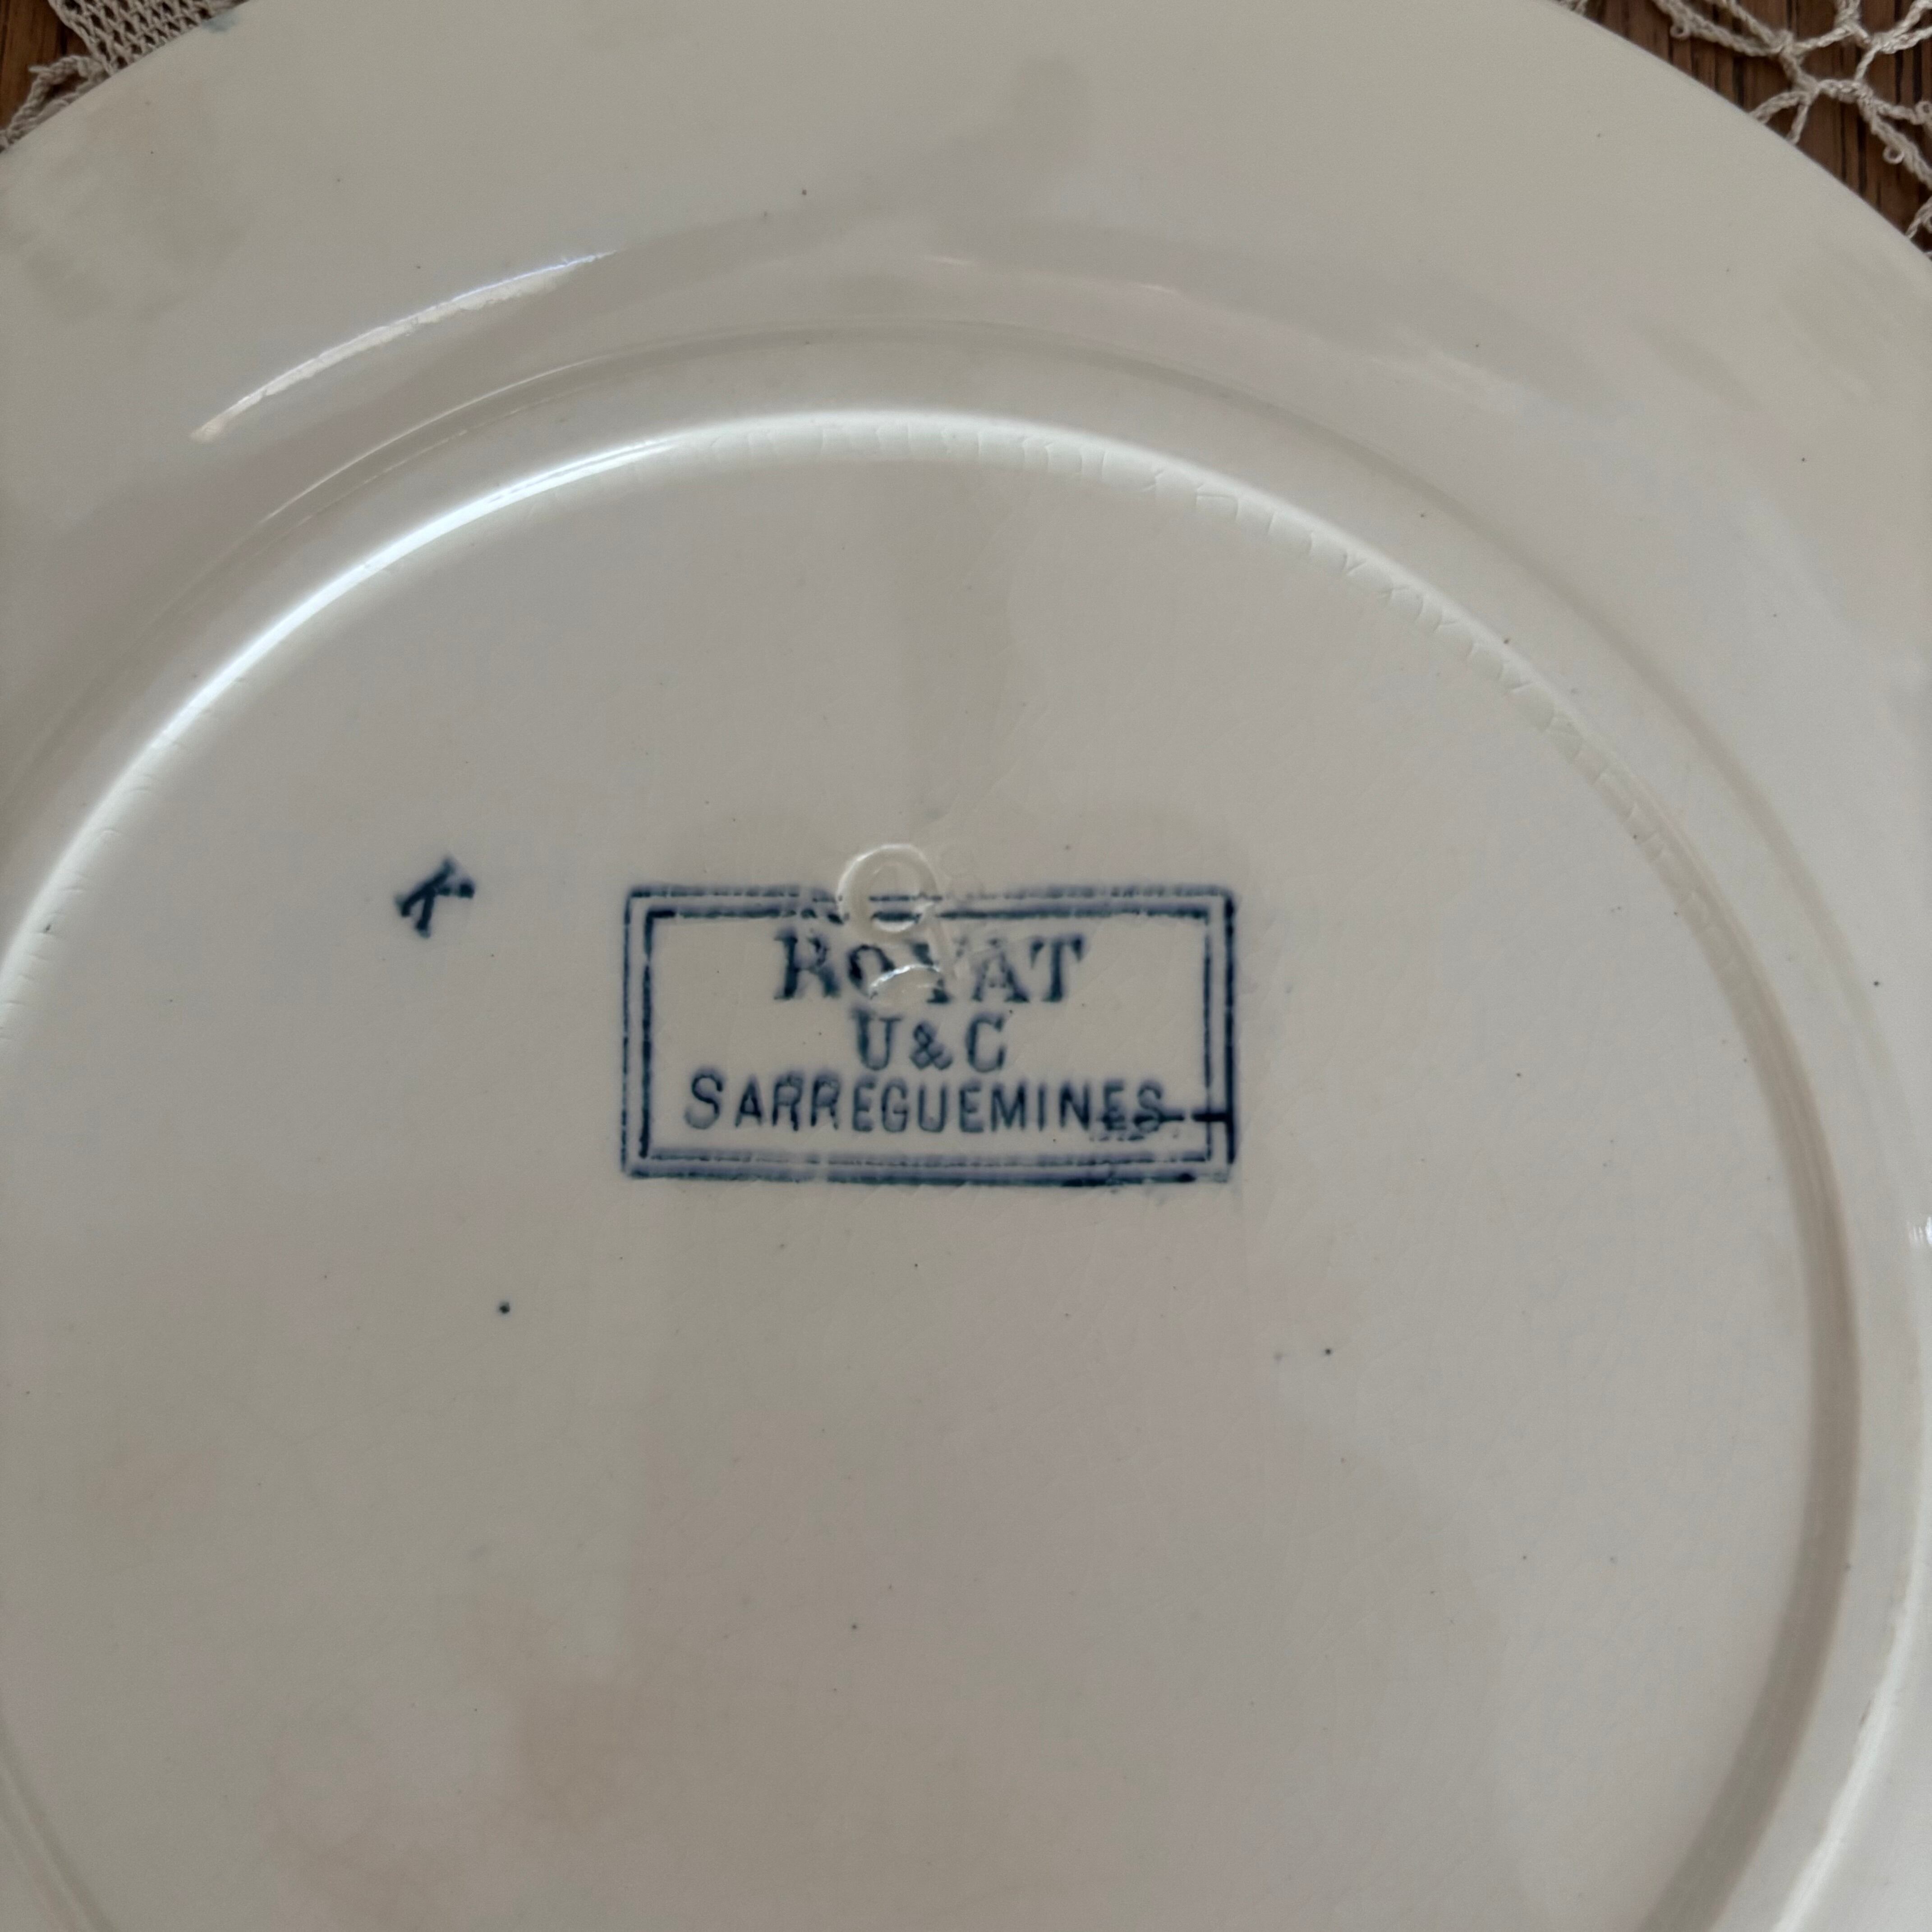 K
ROYAT
U & C
SARREGUEMINES